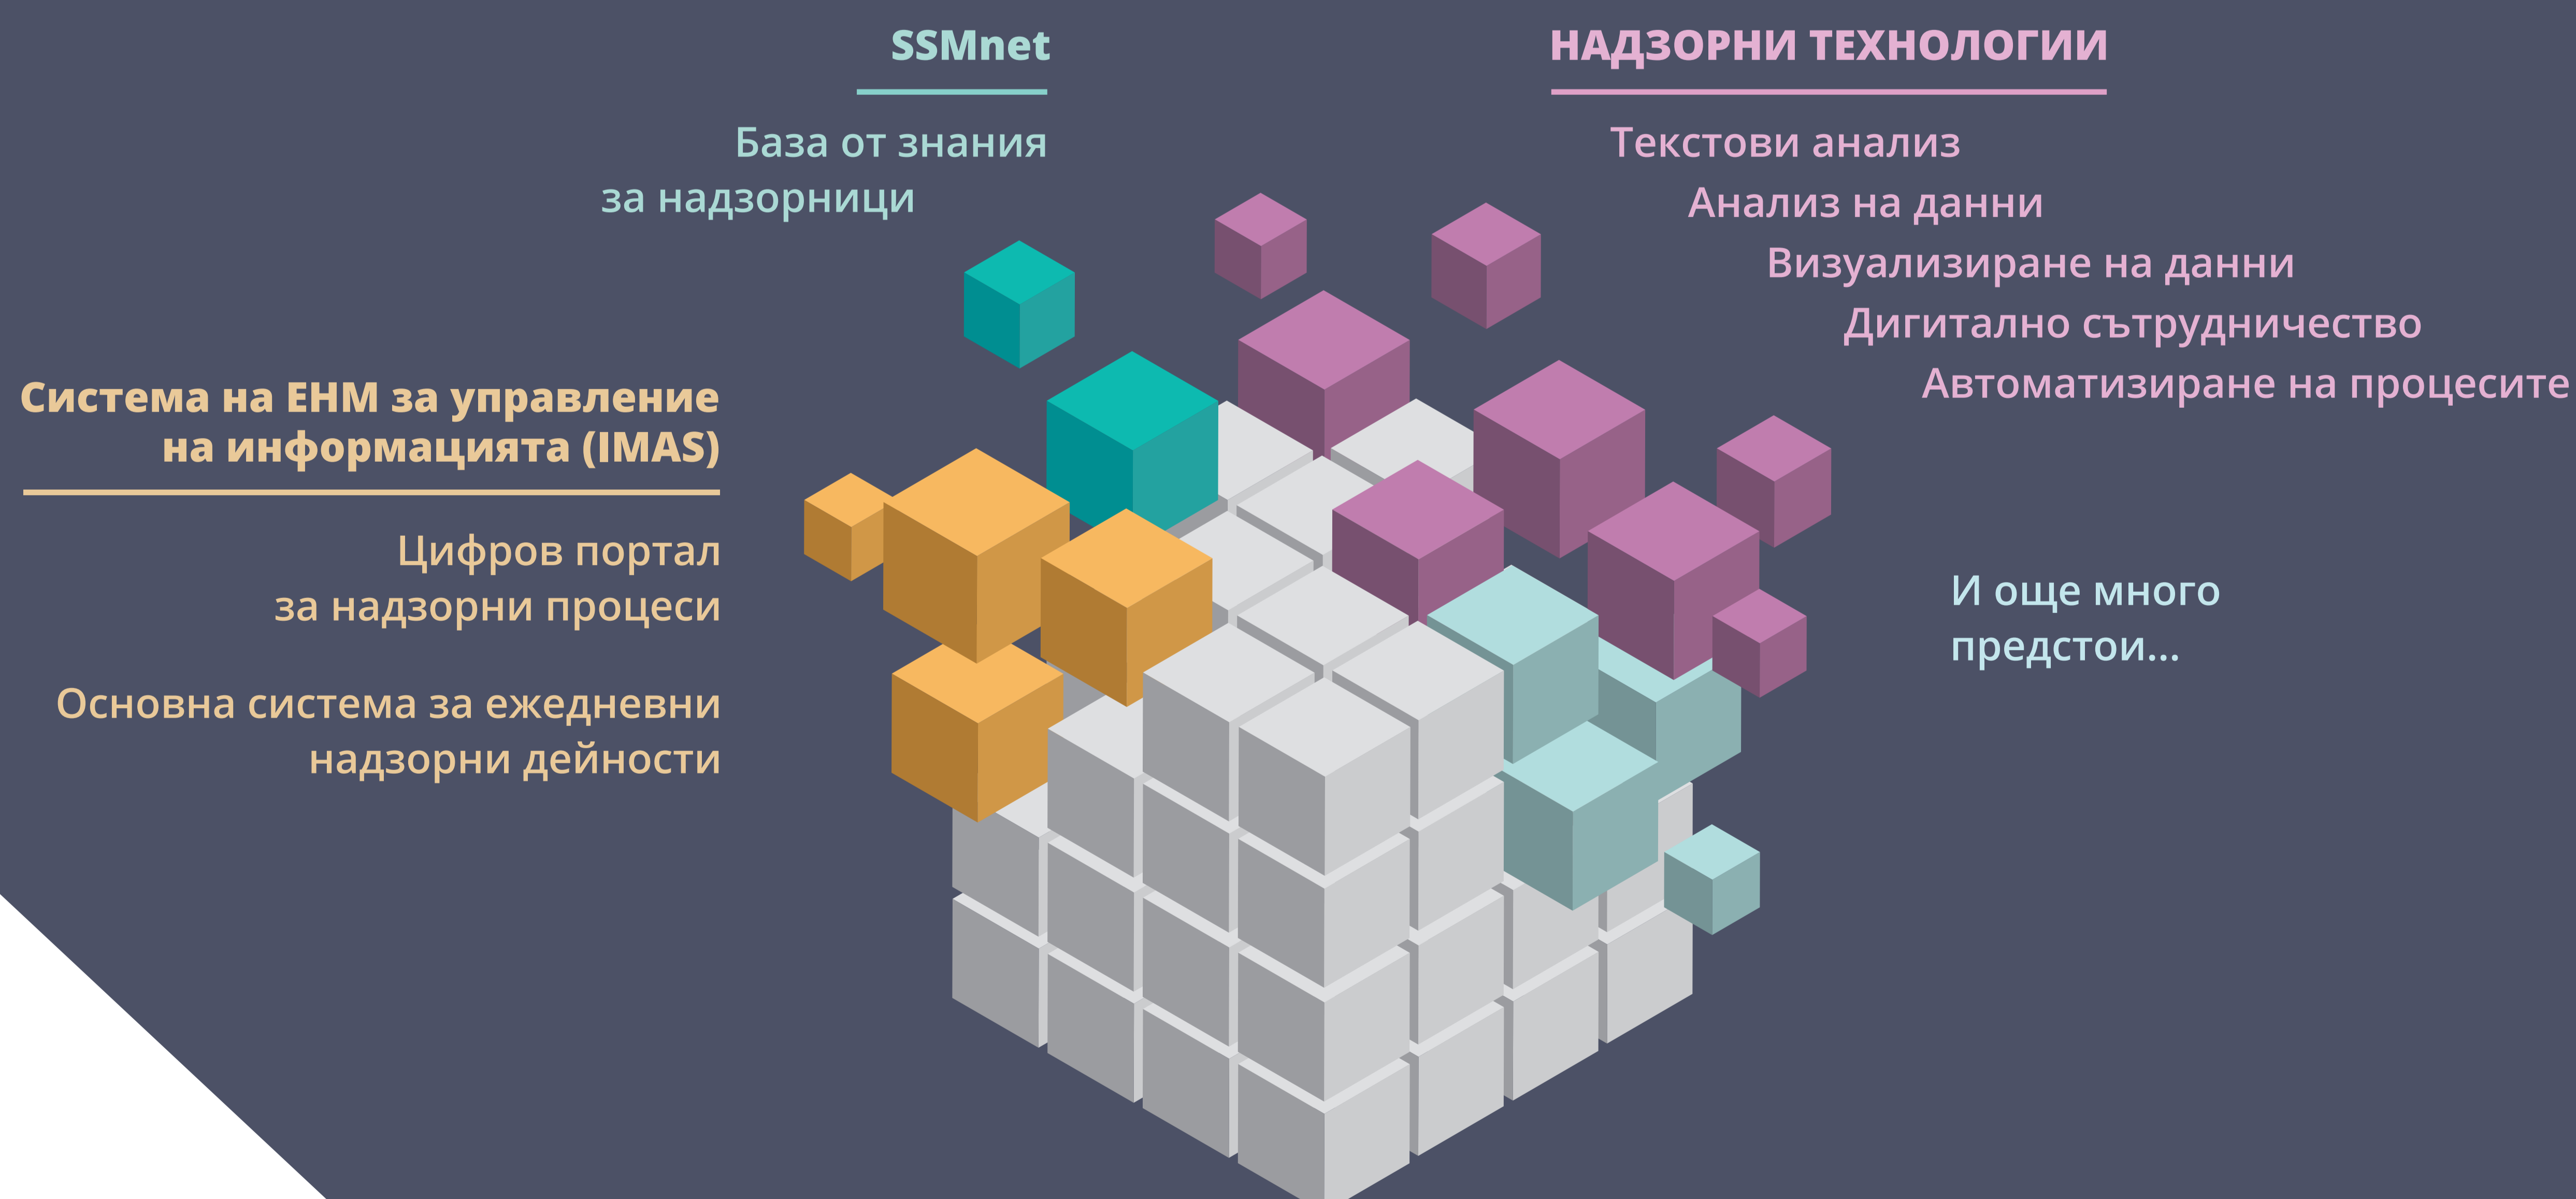 SSMnet
База от знания
за надзорници
НАДЗОРНИ ТЕХНОЛОГИИ
Текстови анализ
Анализ на данни
Визуализиране на данни
Дигитално сътрудничество
Автоматизиране на процесите
Система на ЕНМ за управление
на информацията (IMAS)
Цифров портал
за надзорни процеси
Основна система за ежедневни
надзорни дейности
И още много
предстои...